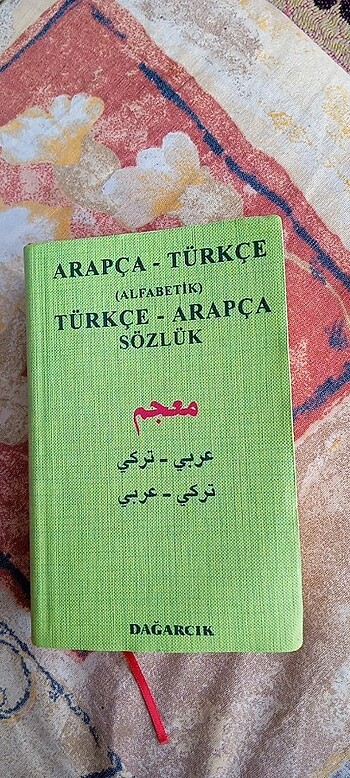 ARAPÇA - TÜRKÇE
(ALFABETİK)
TÜRKÇE - ARAPÇA
SÖZLÜK
معجم
عربي - تركي
تركي - عربي
DAĞARCIK